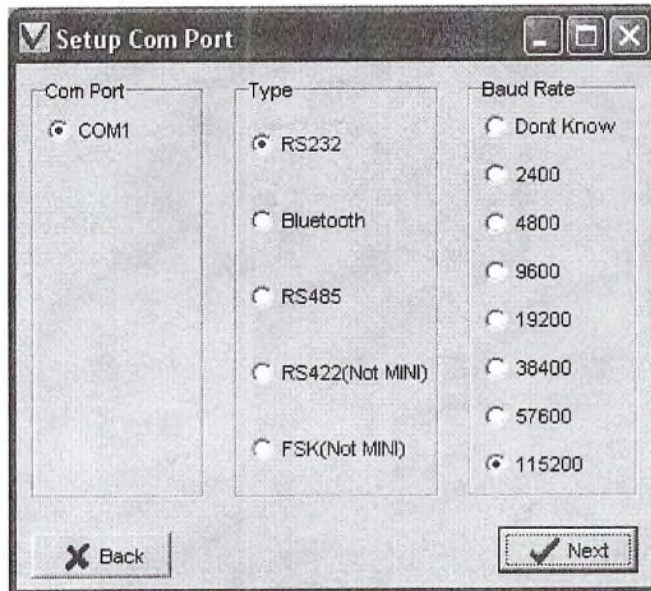 Setup Com Port
Com Port
COM1
Type
RS232
Bluetooth
RS485
RS422(Not MINI)
FSK(Not MINI)
Baud Rate
Dont Know
2400
4800
9600
19200
38400
57600
115200
Back
Next